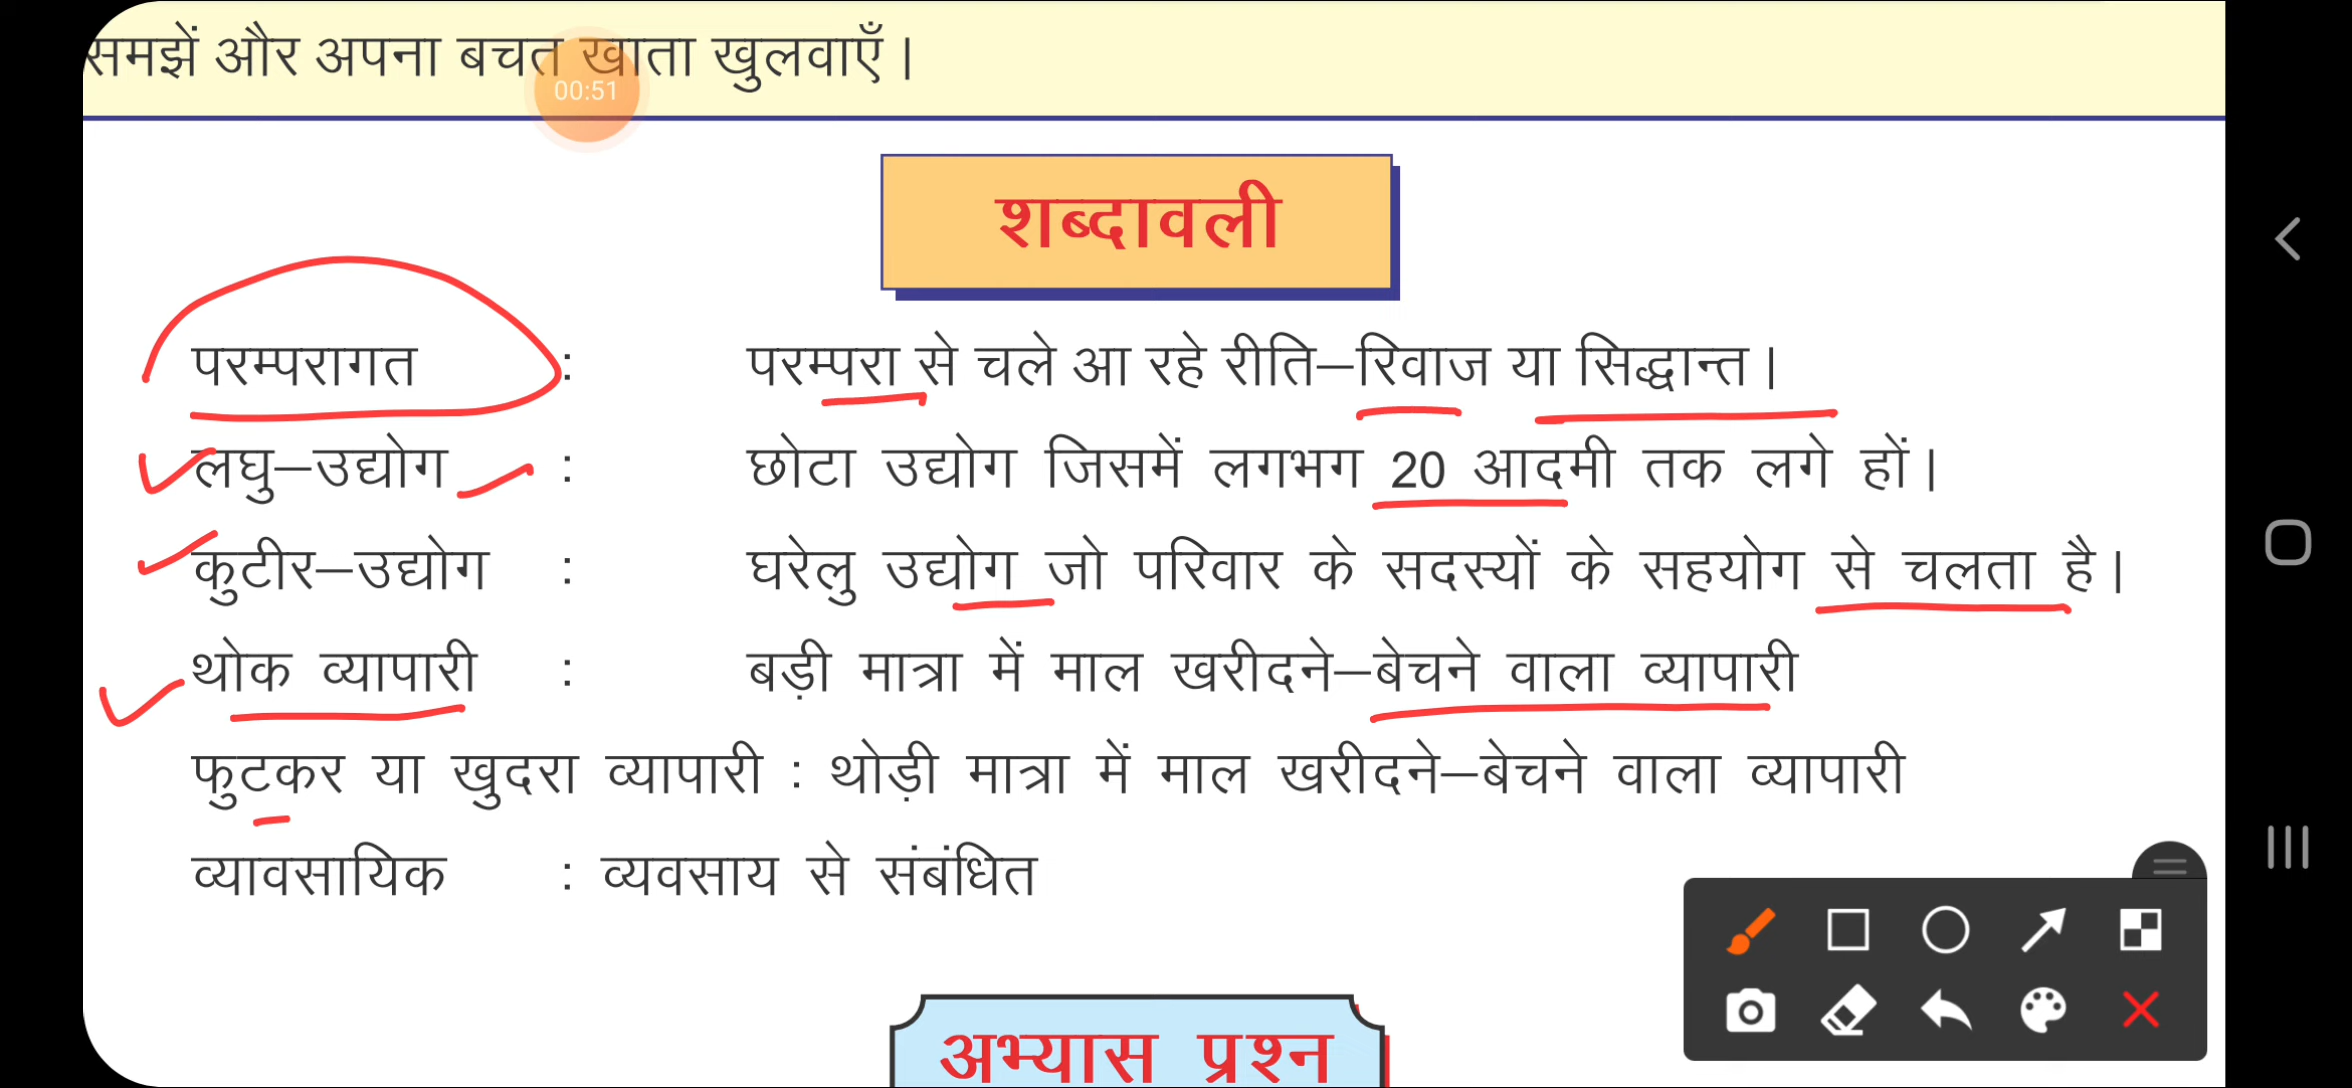 समझें और अपना बचत खाता खुलवाएँ।
00:51
शब्दावली
परम्परागत : परम्परा से चले आ रहे रीति–रिवाज या सिद्धान्त।
लघु–उद्योग : छोटा उद्योग जिसमें लगभग 20 आदमी तक लगे हों।
कुटीर–उद्योग : घरेलु उद्योग जो परिवार के सदस्यों के सहयोग से चलता है।
थोक व्यापारी : बड़ी मात्रा में माल खरीदने–बेचने वाला व्यापारी
फुटकर या खुदरा व्यापारी : थोड़ी मात्रा में माल खरीदने–बेचने वाला व्यापारी
व्यावसायिक : व्यवसाय से संबंधित
अभ्यास प्रश्न